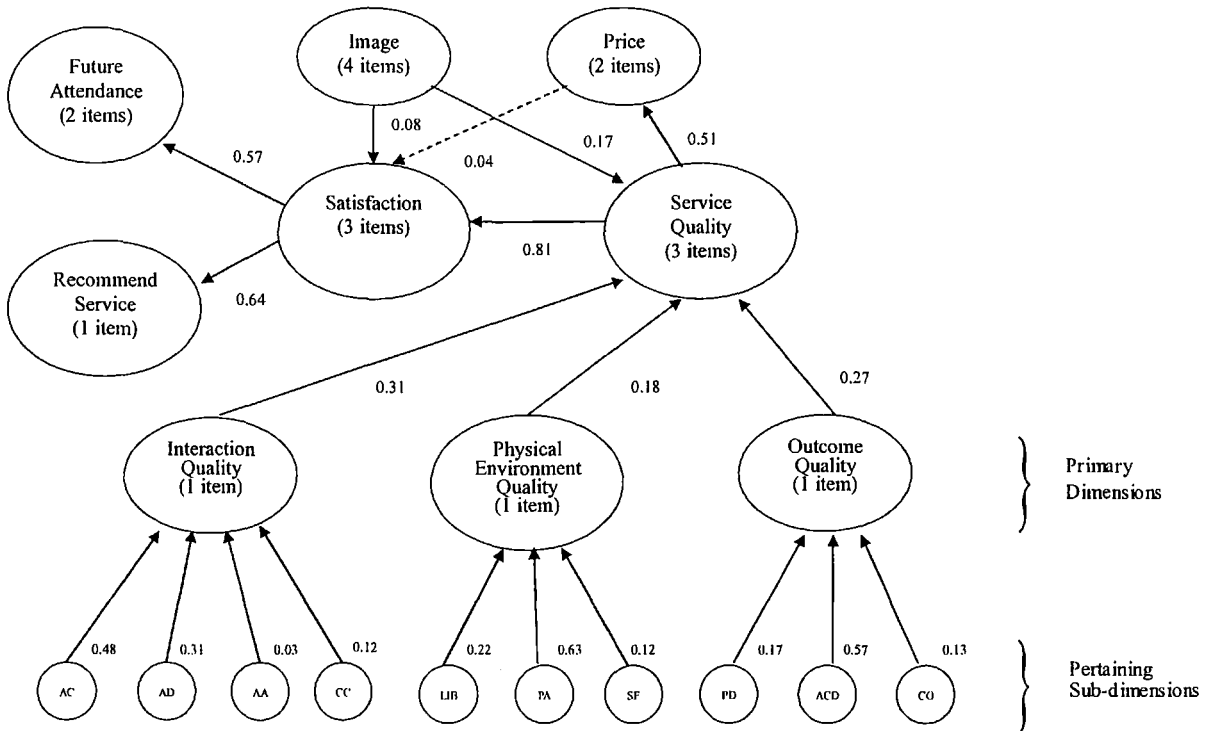 Image
(4 items)
Price
(2 items)
Future
Attendance
(2 items)
0.08
0.17
0.51
0.57
0.04
Satisfaction
(3 items)
Service
Quality
(3 items)
0.81
Recommend
Service
(1 item)
0.64
0.31
0.18
0.27
Interaction
Quality
(1 item)
Physical
Environment
Quality
(1 item)
Outcome
Quality
(1 item)
Primary
Dimensions
0.48
0.31
0.03
0.12
0.22
0.63
0.12
0.17
0.57
0.13
AC
AD
AA
CC
LIB
PA
SF
PD
ACD
CO
Pertaining
Sub-dimensions